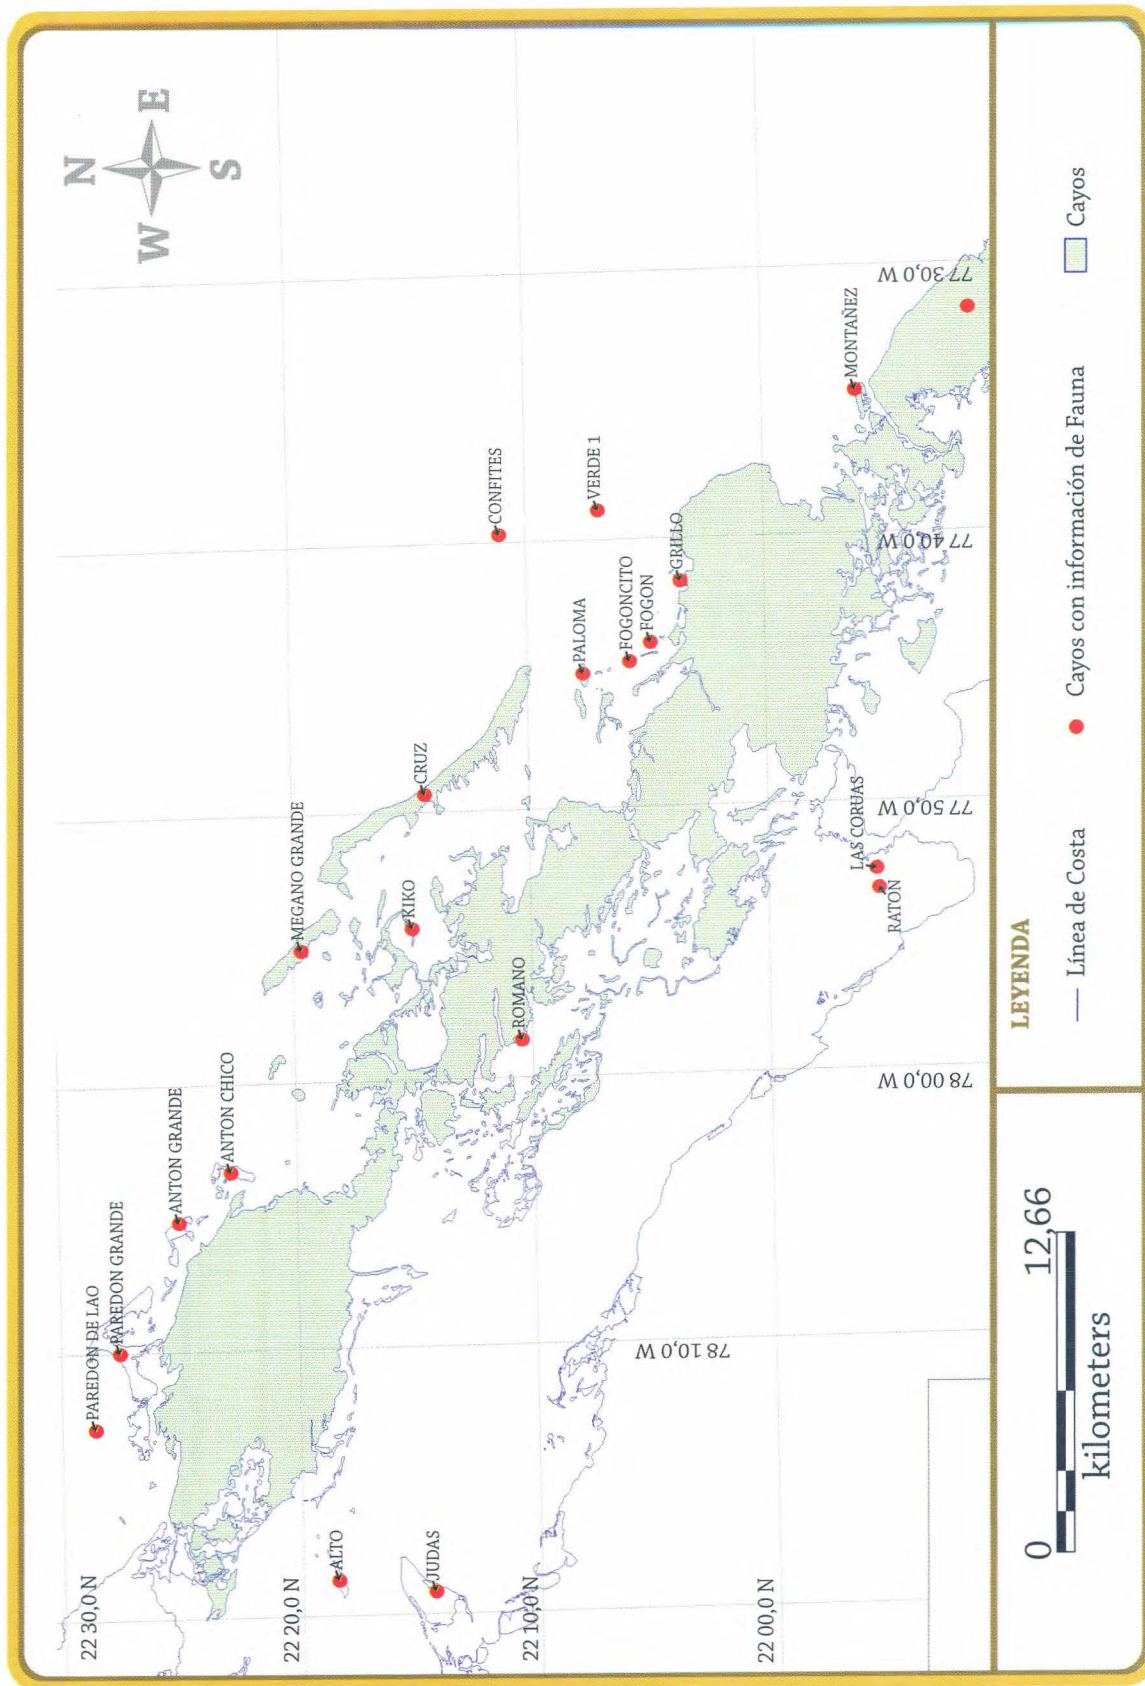 N
W
E
S
22 30,0 N
22 20,0 N
22 10,0 N
22 00,0 N
78 10,0 W
78 00,0 W
77 50,0 W
77 40,0 W
77 30,0 W
PAREDON DE LAO
PAREDON GRANDE
ANTON GRANDE
ANTON CHICO
MEGANO GRANDE
CRUZ
KIKO
ROMANO
CONFITES
VERDE 1
PALOMA
FOGONCITO
FOGON
GRILLO
MONTAÑEZ
LAS CORUAS
RATON
ALTO
JUDAS
0
12,66
kilometers
LEYENDA
Línea de Costa
Cayos con información de Fauna
Cayos